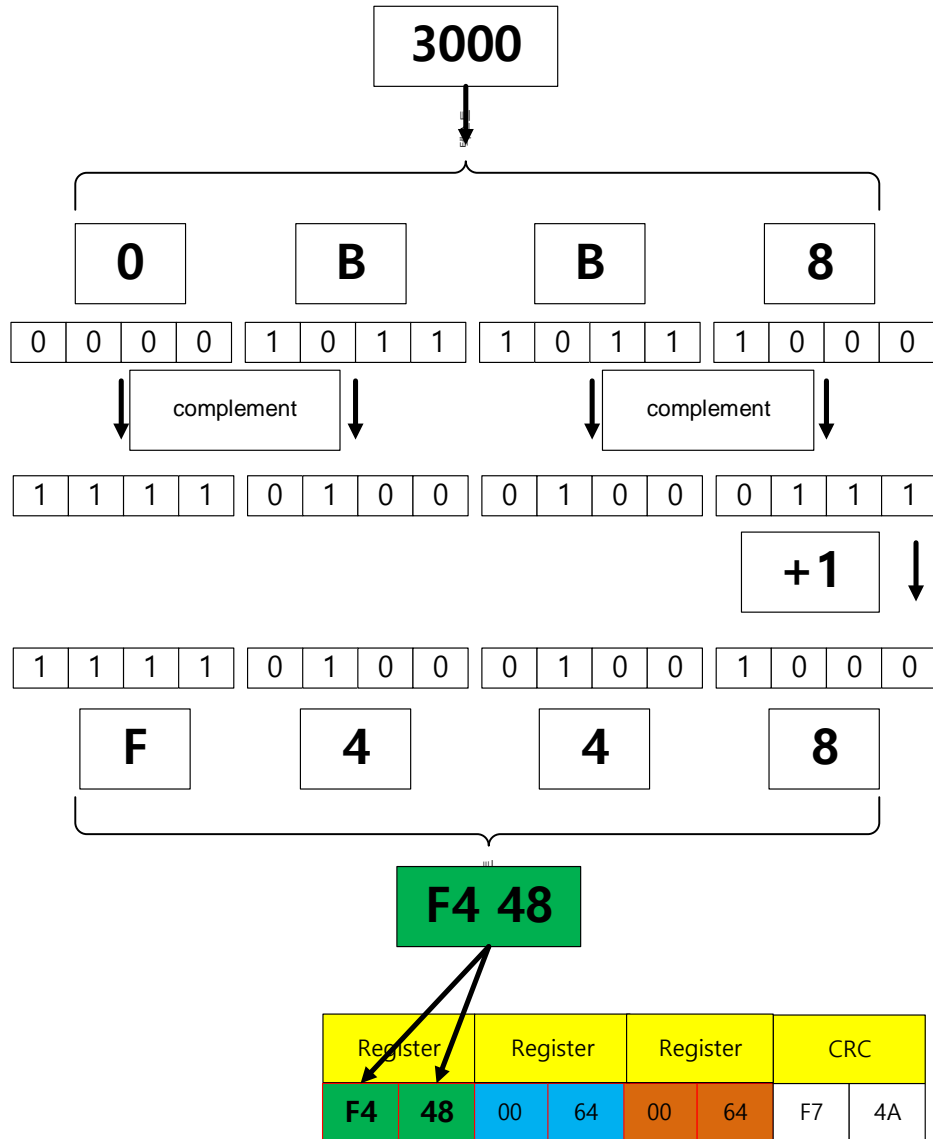 3000
0 B B 8
0 0 0 0 1 0 1 1 1 0 1 1 1 0 0 0
complement complement
1 1 1 1 0 1 0 0 0 1 0 0 0 1 1 1
+1
1 1 1 1 0 1 0 0 0 1 0 0 1 0 0 0
F 4 4 8
F4 48
Register Register Register CRC
F4 48 00 64 00 64 F7 4A